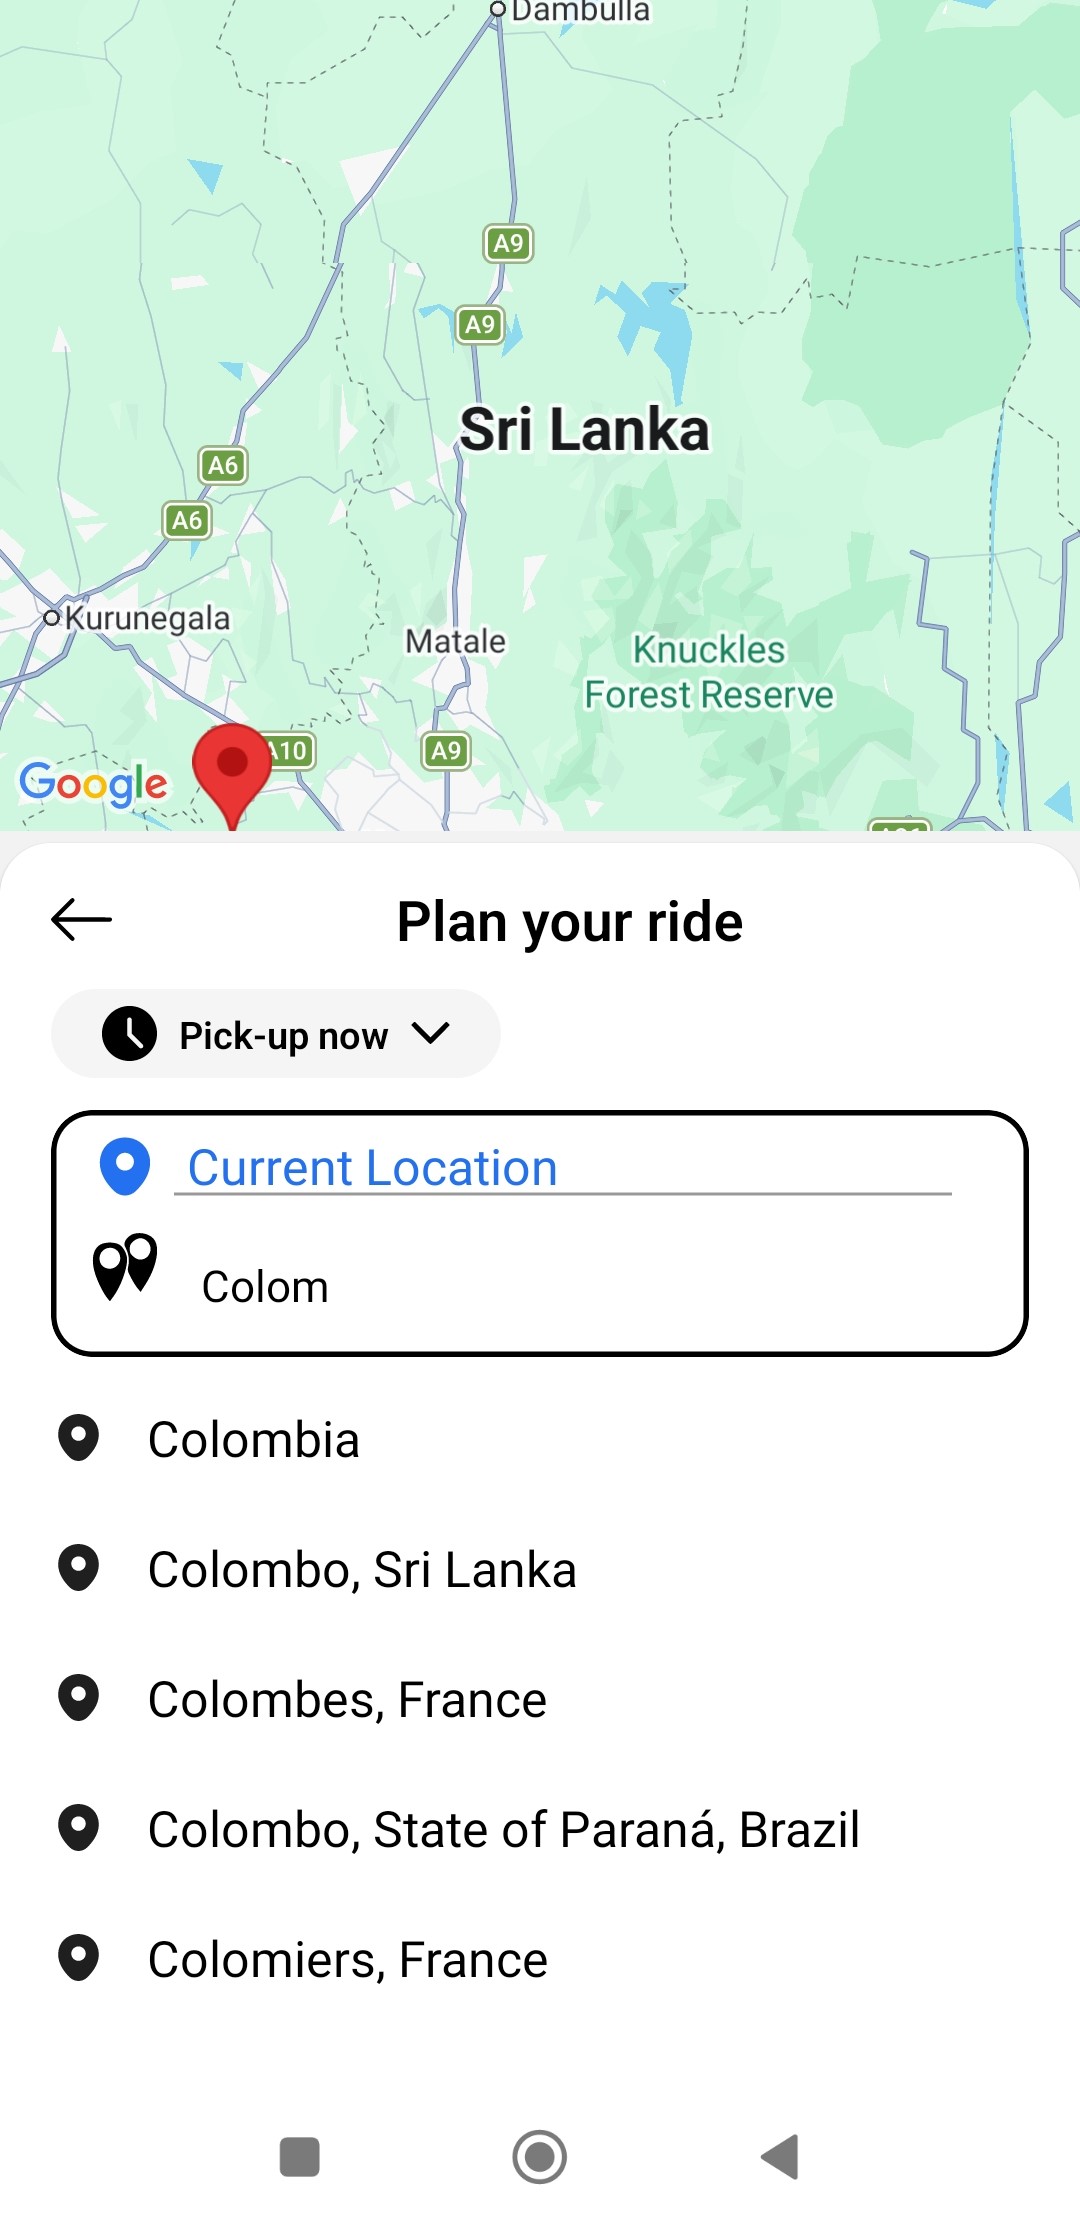 Dambulla
A9
A9
Sri Lanka
A6
A6
Kurunegala
Matale
Knuckles
Forest Reserve
A10
A9
Google
Plan your ride
Pick-up now
Current Location
Colom
Colombia
Colombo, Sri Lanka
Colombes, France
Colombo, State of Paraná, Brazil
Colomiers, France